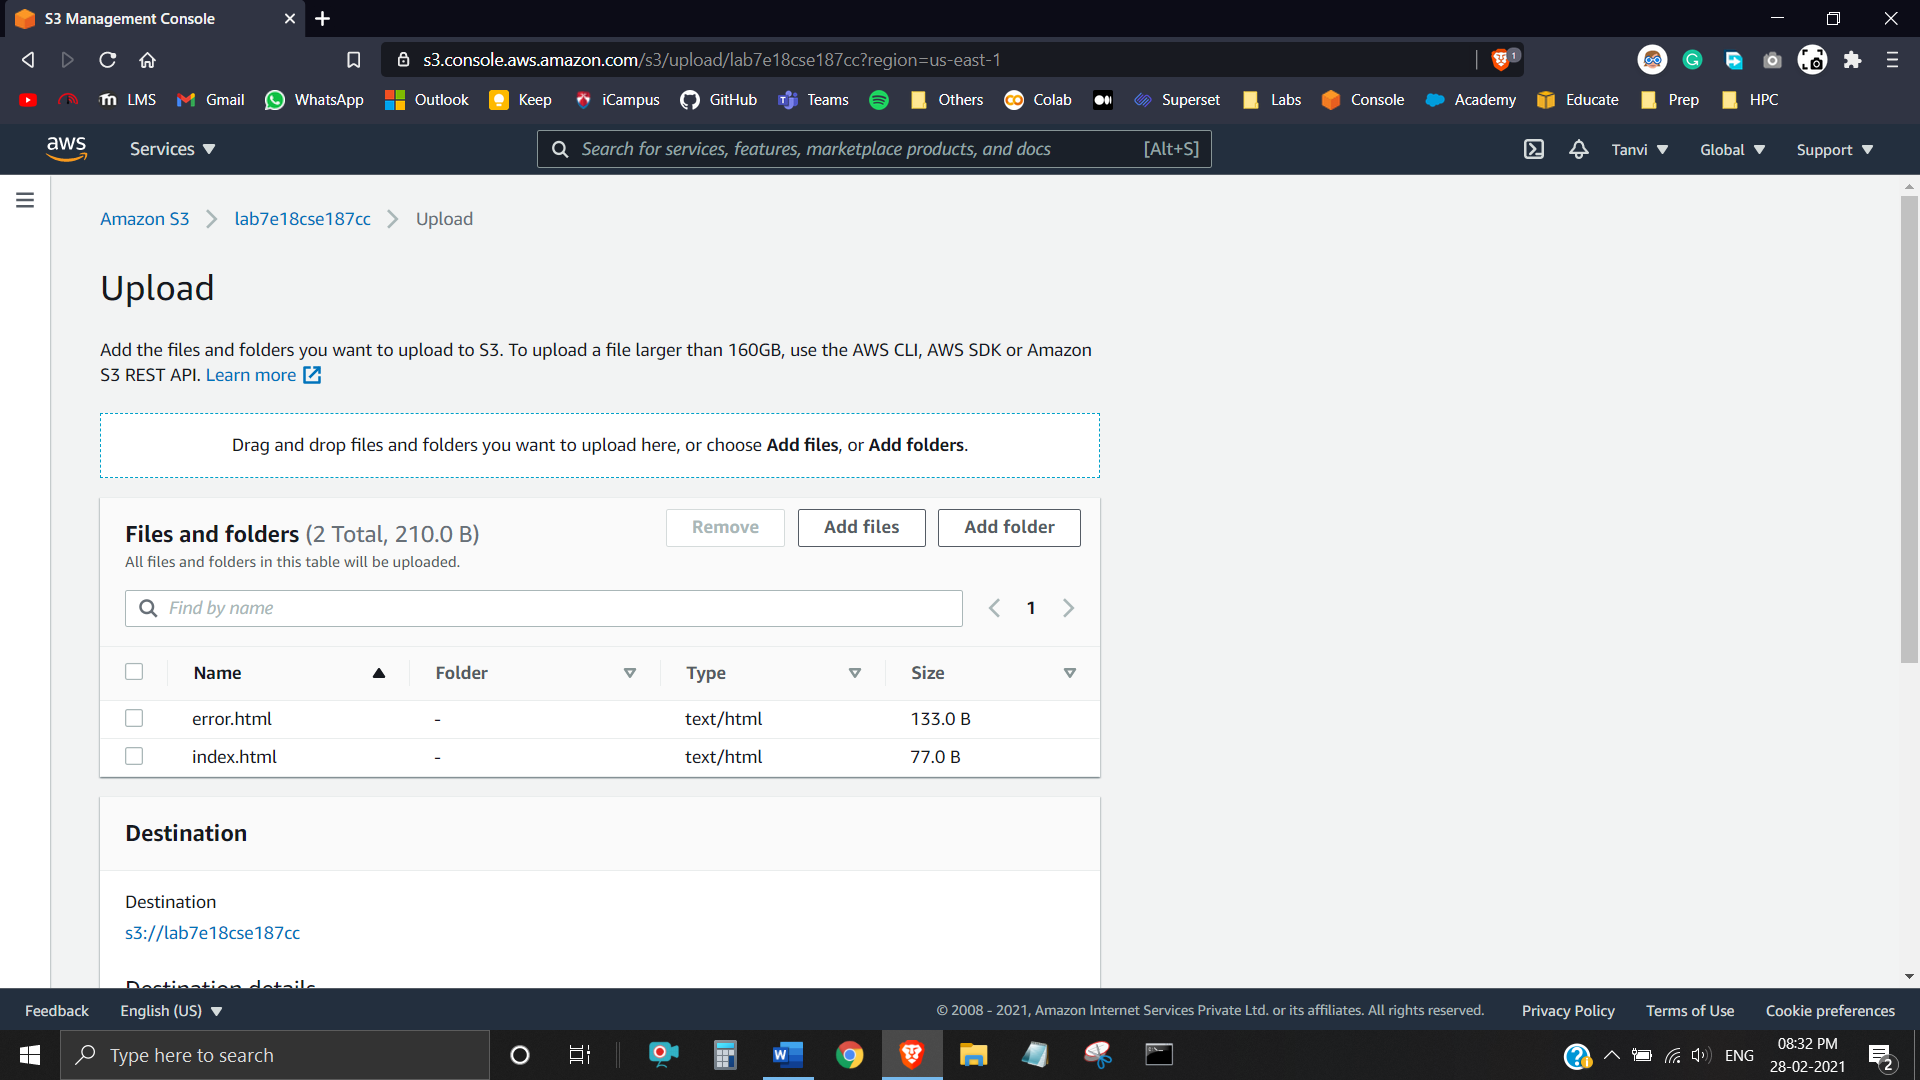 S3 Management Console
s3.console.aws.amazon.com/s3/upload/lab7e18cse187cc?region=us-east-1
1
LMS Gmail WhatsApp Outlook Keep iCampus GitHub Teams Others Colab Superset Labs Console Academy Educate Prep HPC
aws Services Search for services, features, marketplace products, and docs [Alt+S] Tanvi Global Support
Amazon S3 lab7e18cse187cc Upload
Upload
Add the files and folders you want to upload to S3. To upload a file larger than 160GB, use the AWS CLI, AWS SDK or Amazon
S3 REST API. Learn more
Drag and drop files and folders you want to upload here, or choose Add files, or Add folders.
Files and folders (2 Total, 210.0 B) Remove Add files Add folder
All files and folders in this table will be uploaded.
Find by name 1
Name Folder Type Size
error.html - text/html 133.0 B
index.html - text/html 77.0 B
Destination
Destination
s3://lab7e18cse187cc
Destination details
Feedback English (US) © 2008 - 2021, Amazon Internet Services Private Ltd. or its affiliates. All rights reserved. Privacy Policy Terms of Use Cookie preferences
Type here to search ENG 08:32 PM
28-02-2021 2